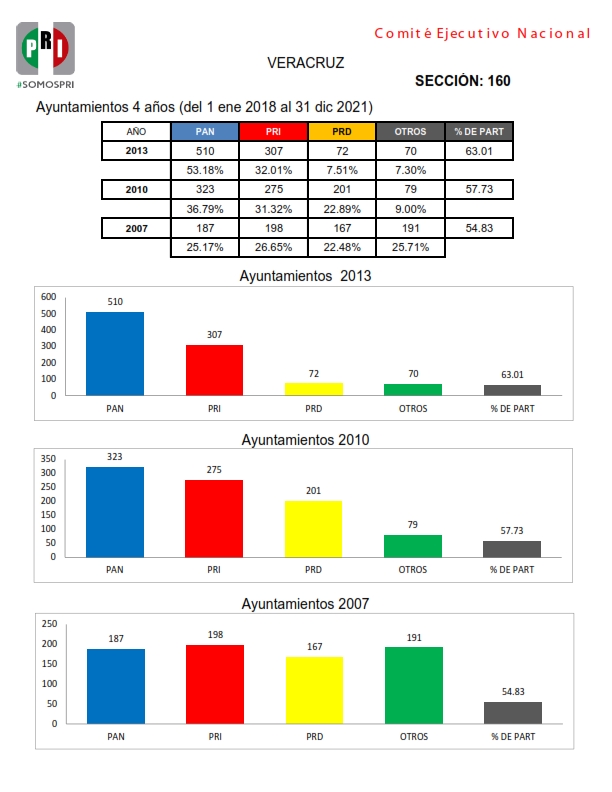 Comité Ejecutivo Nacional
PRI
#SOMOSPRI
VERACRUZ
SECCIÓN: 160
Ayuntamientos 4 años (del 1 ene 2018 al 31 dic 2021)
AÑO PAN PRI PRD OTROS % DE PART
2013 510 307 72 70 63.01
53.18% 32.01% 7.51% 7.30%
2010 323 275 201 79 57.73
36.79% 31.32% 22.89% 9.00%
2007 187 198 167 191 54.83
25.17% 26.65% 22.48% 25.71%
Ayuntamientos 2013
600
500
400
300
200
100
0
510 307 72 70 63.01
PAN PRI PRD OTROS % DE PART
Ayuntamientos 2010
350
300
250
200
150
100
50
0
323 275 201 79 57.73
PAN PRI PRD OTROS % DE PART
Ayuntamientos 2007
250
200
150
100
50
0
187 198 167 191 54.83
PAN PRI PRD OTROS % DE PART